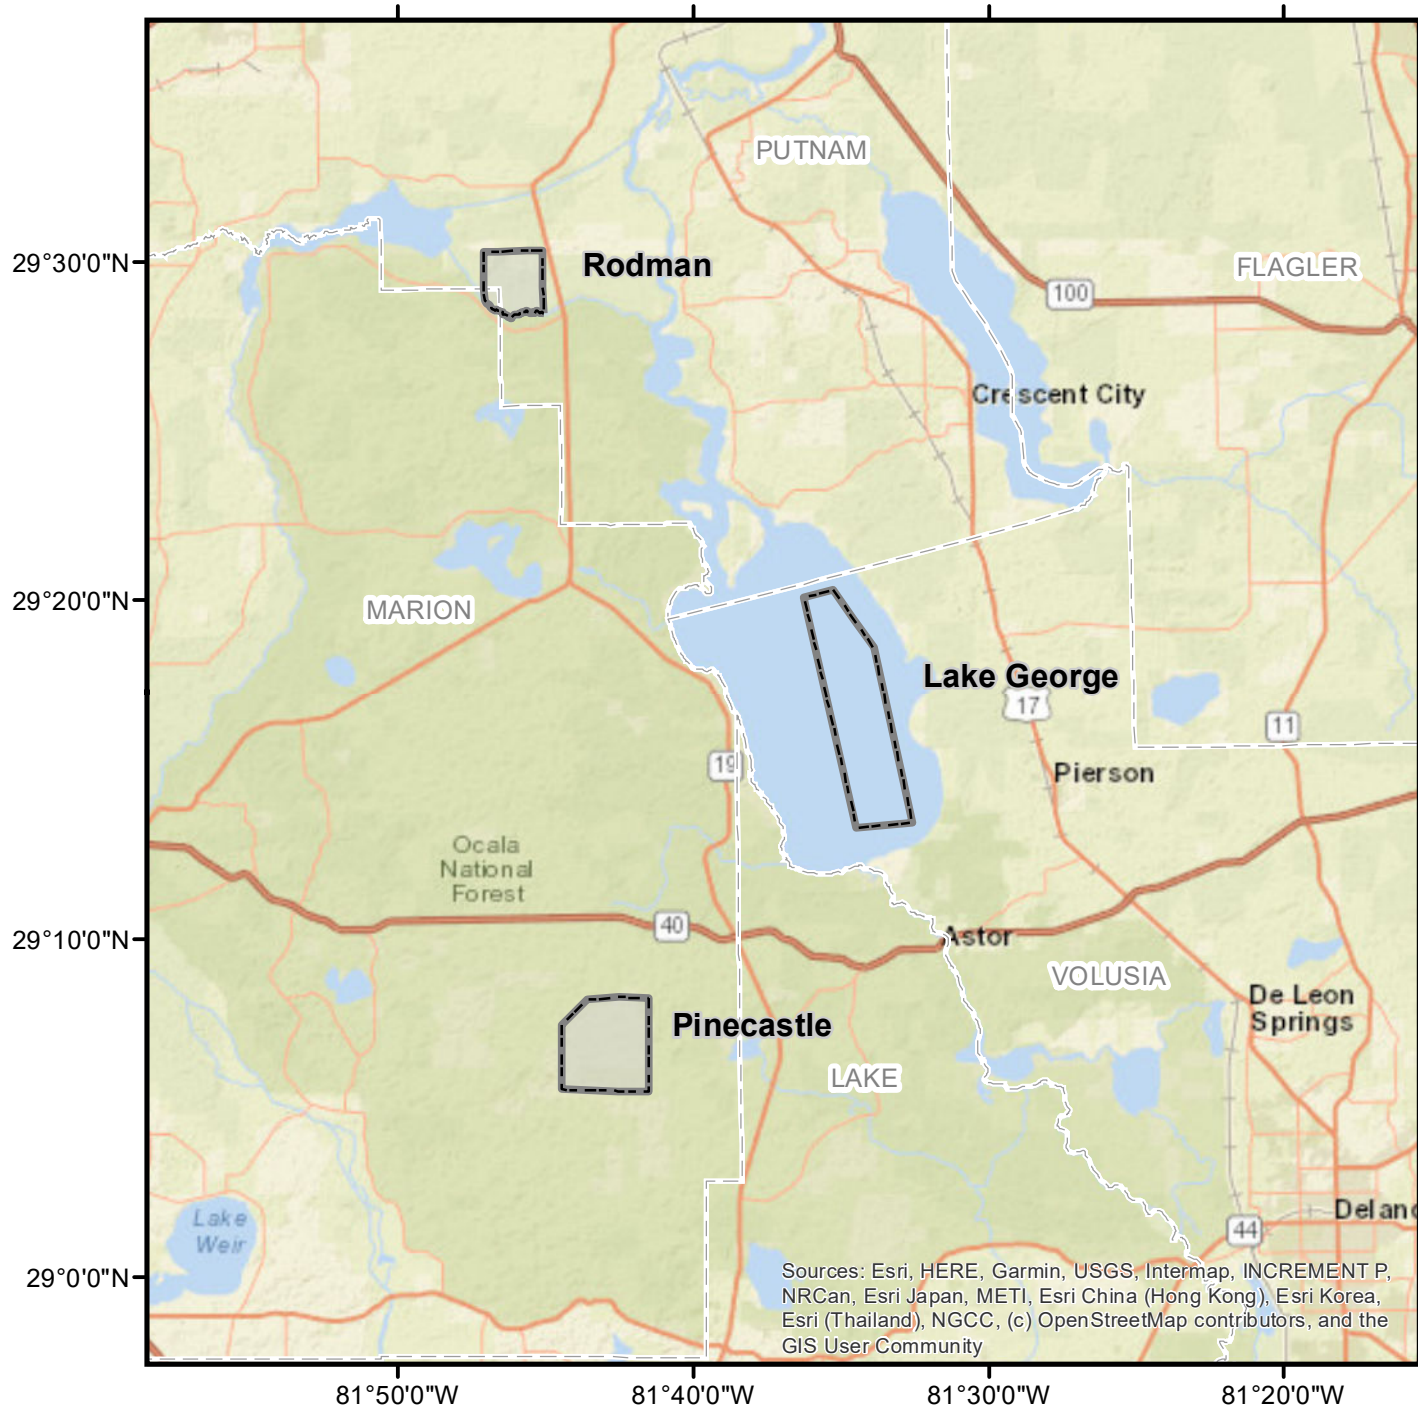 PUTNAM
29°30'0"N
Rodman
FLAGLER
100
Crescent City
29°20'0"N
MARION
Lake George
17
11
19
Pierson
Ocala
National
Forest
40
29°10'0"N
Astor
VOLUSIA
De Leon
Springs
Pinecastle
LAKE
Lake
Weir
Delanc
44
29°0'0"N
Sources: Esri, HERE, Garmin, USGS, Intermap, INCREMENT P,
NRCan, Esri Japan, METI, Esri China (Hong Kong), Esri Korea,
Esri (Thailand), NGCC, (c) OpenStreetMap contributors, and the
GIS User Community
81°50'0"W
81°40'0"W
81°30'0"W
81°20'0"W